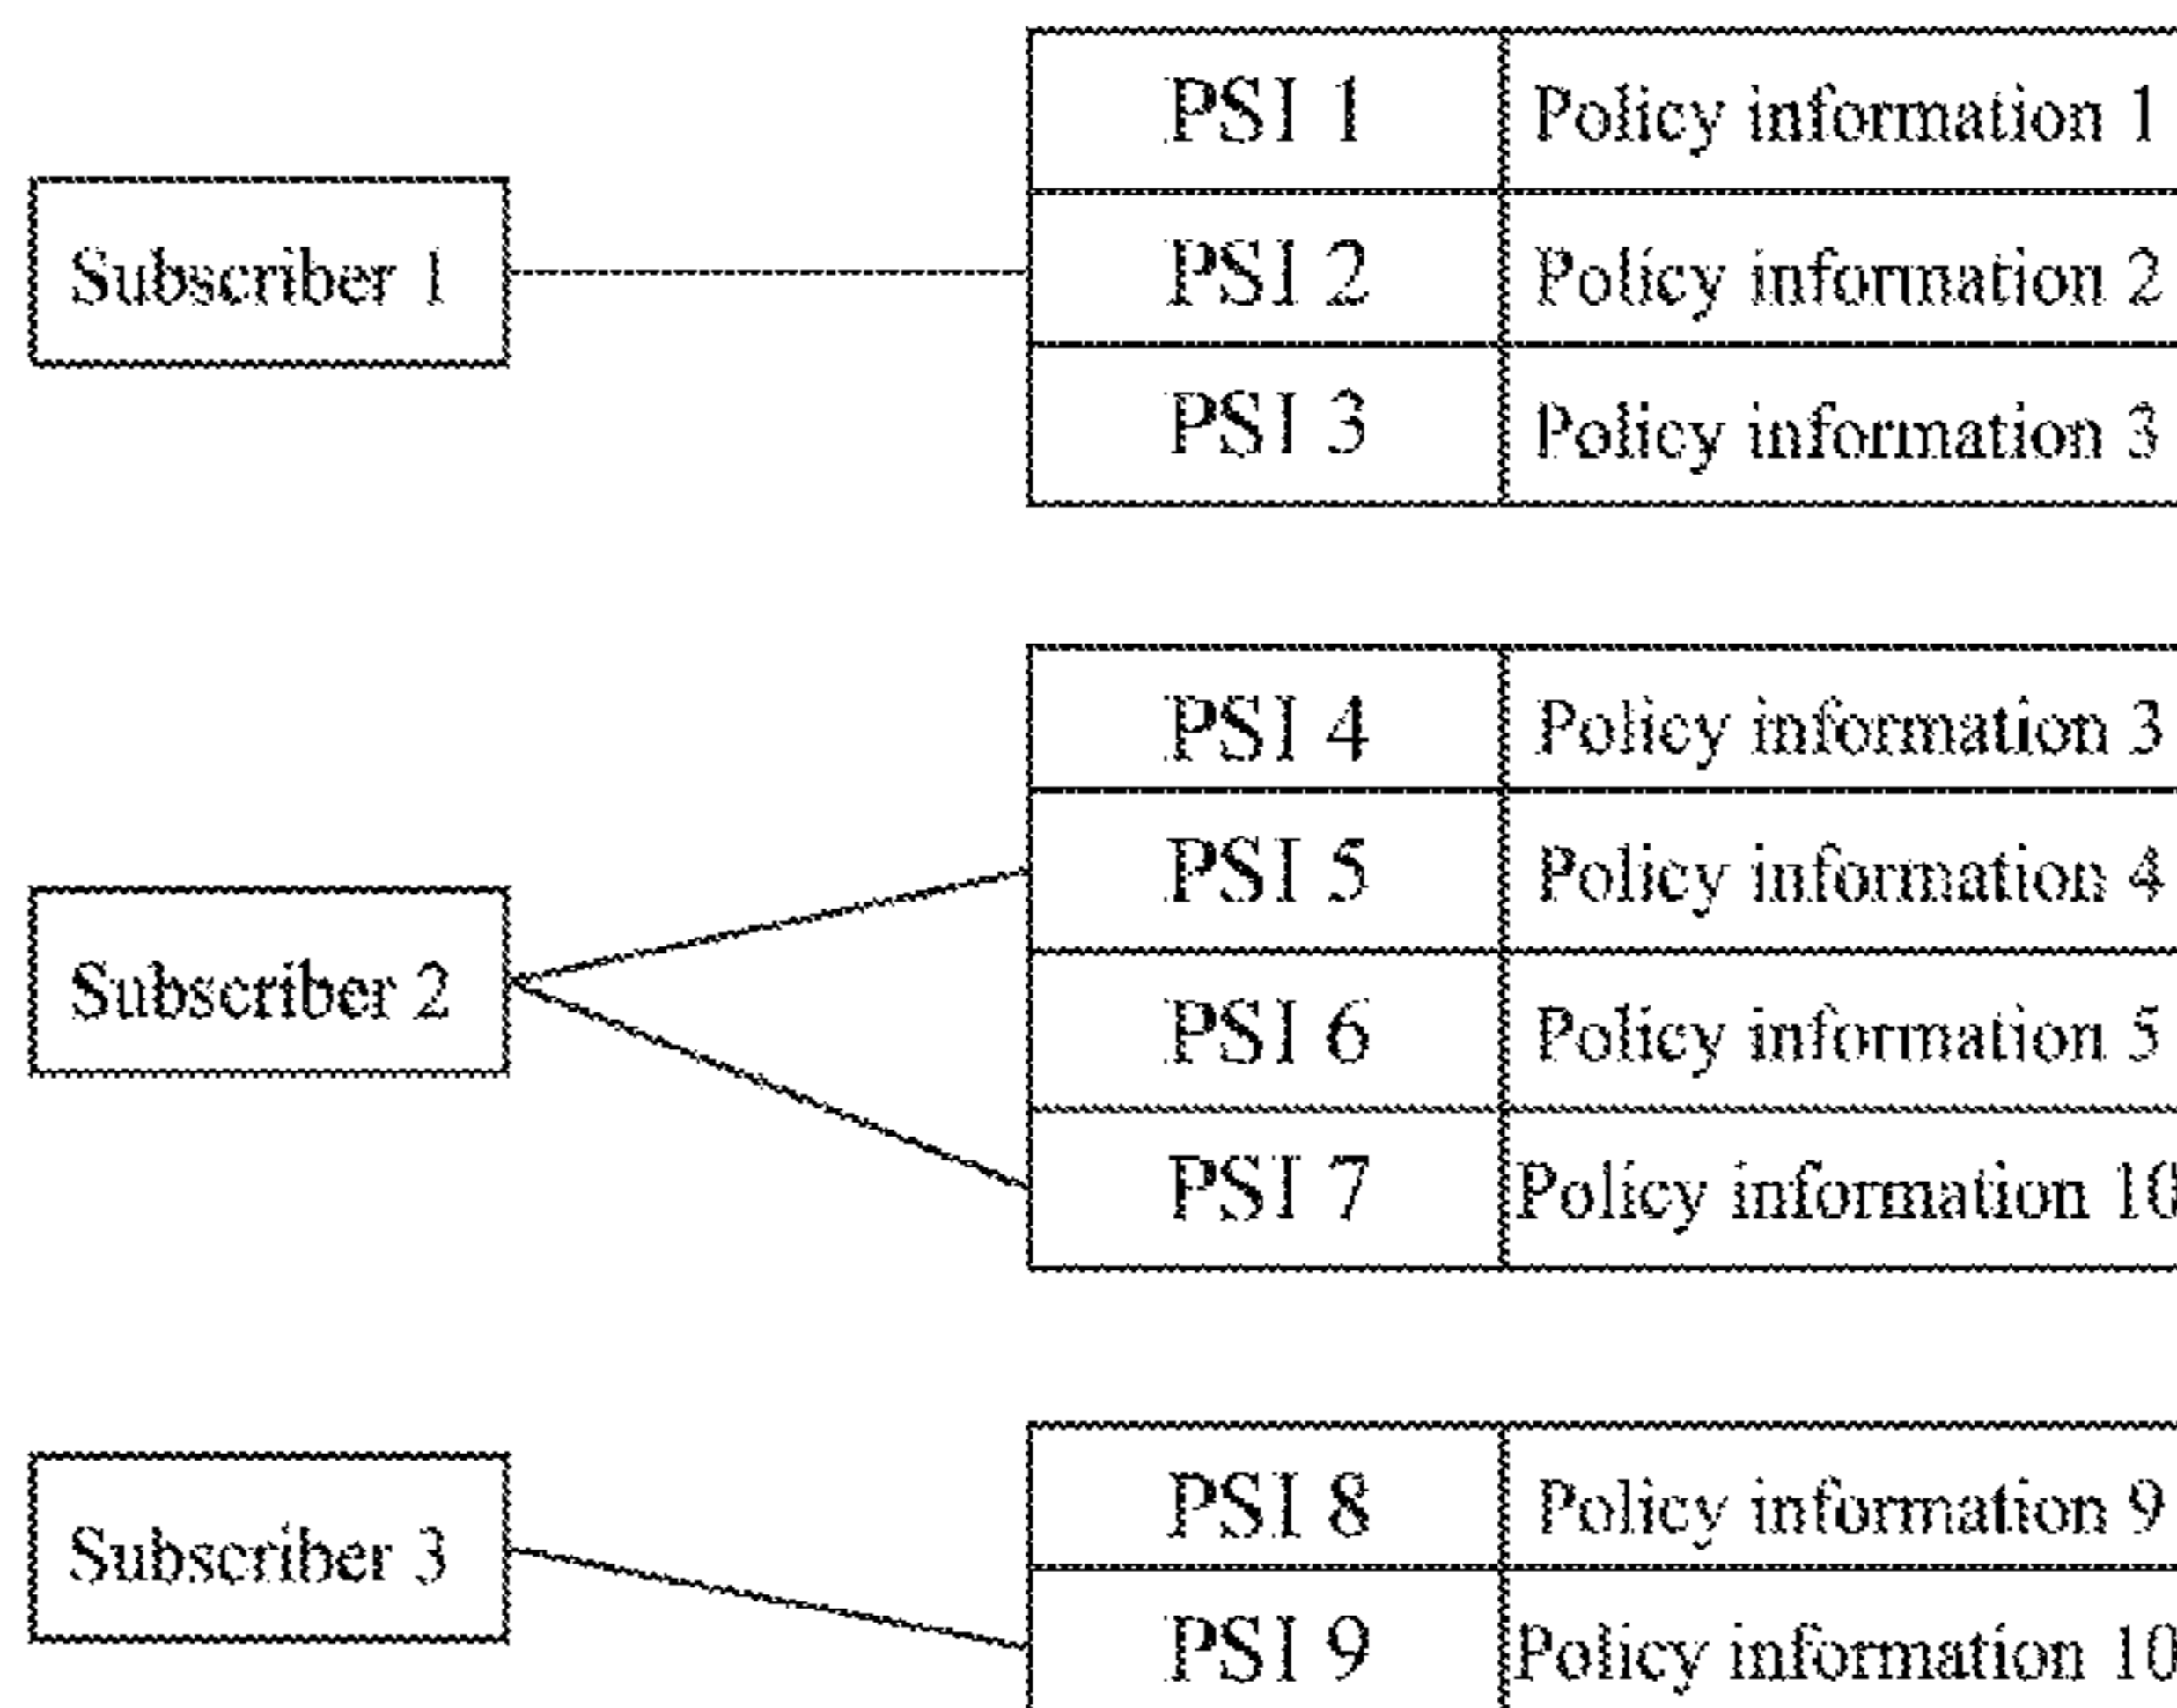 PSI 1 Policy information 1
Subscriber 1 PSI 2 Policy information 2
PSI 3 Policy information 3
PSI 4 Policy information 3
PSI 5 Policy information 4
Subscriber 2
PSI 6 Policy information 5
PSI 7 Policy information 10
PSI 8 Policy information 9
Subscriber 3
PSI 9 Policy information 10